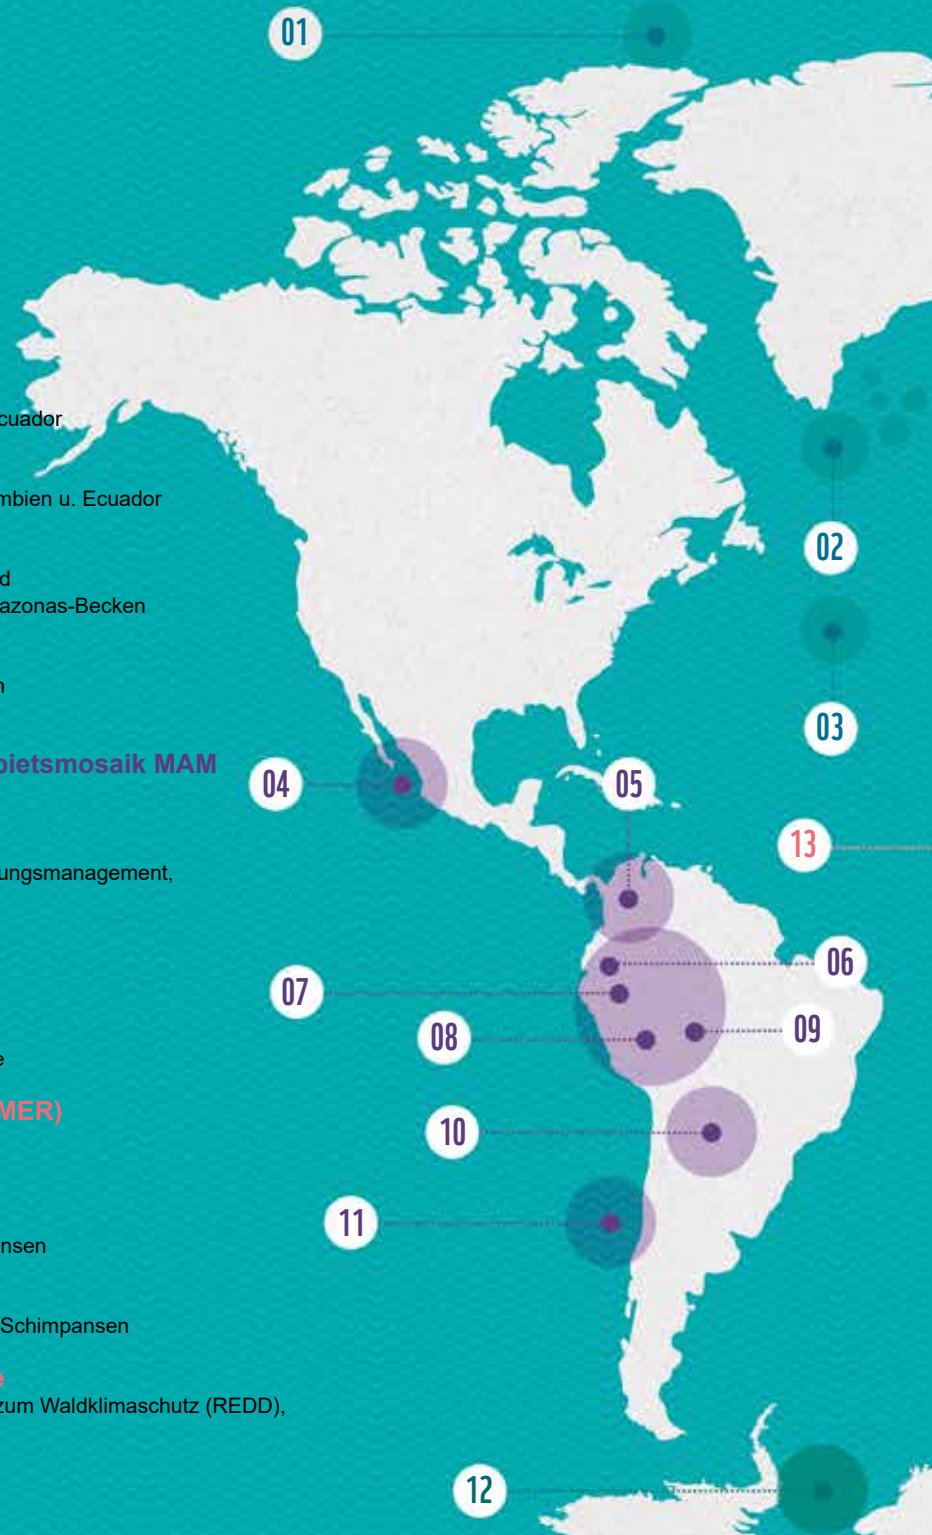 01
cuador
mbien u. Ecuador
02
d
azonas-Becken
n
03
bietsmosaik MAM
04
05
13
ungsmanagement,
06
07
08
09
e
MER)
10
11
nsen
Schimpansen
e
zum Waldklimaschutz (REDD),
12